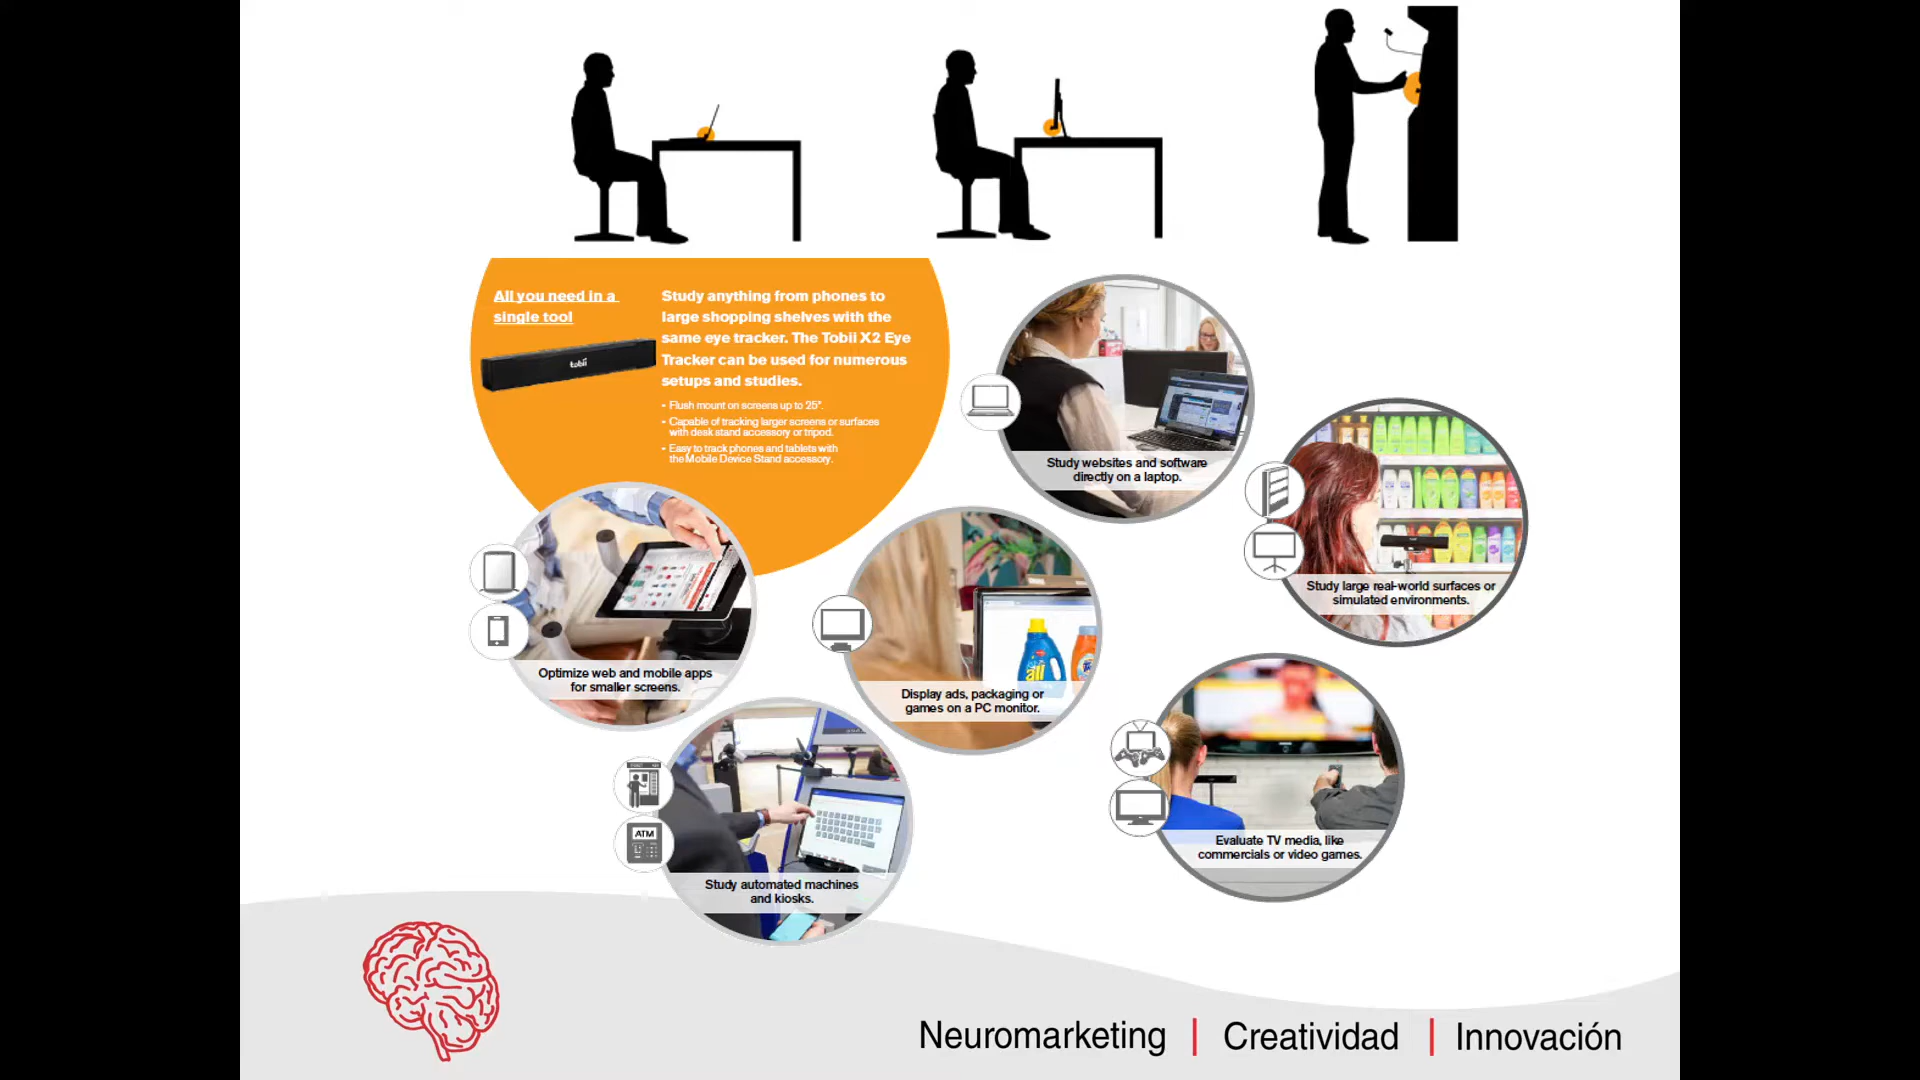 All you need in a
single tool
tobii
Study anything from phones to
large shopping shelves with the
same eye tracker. The Tobii X2 Eye
Tracker can be used for numerous
setups and studies.
• Flush mount on screens up to 25".
• Capable of tracking larger screens or surfaces
with desk stand accessory or tripod.
• Easy to track phones and tablets with
the Mobile Device Stand accessory.
Study websites and software
directly on a laptop.
Study large real-world surfaces or
simulated environments.
Optimize web and mobile apps
for smaller screens.
all
Display ads, packaging or
games on a PC monitor.
ATM
Study automated machines
and kiosks.
Evaluate TV media, like
commercials or video games.
Neuromarketing | Creatividad | Innovación